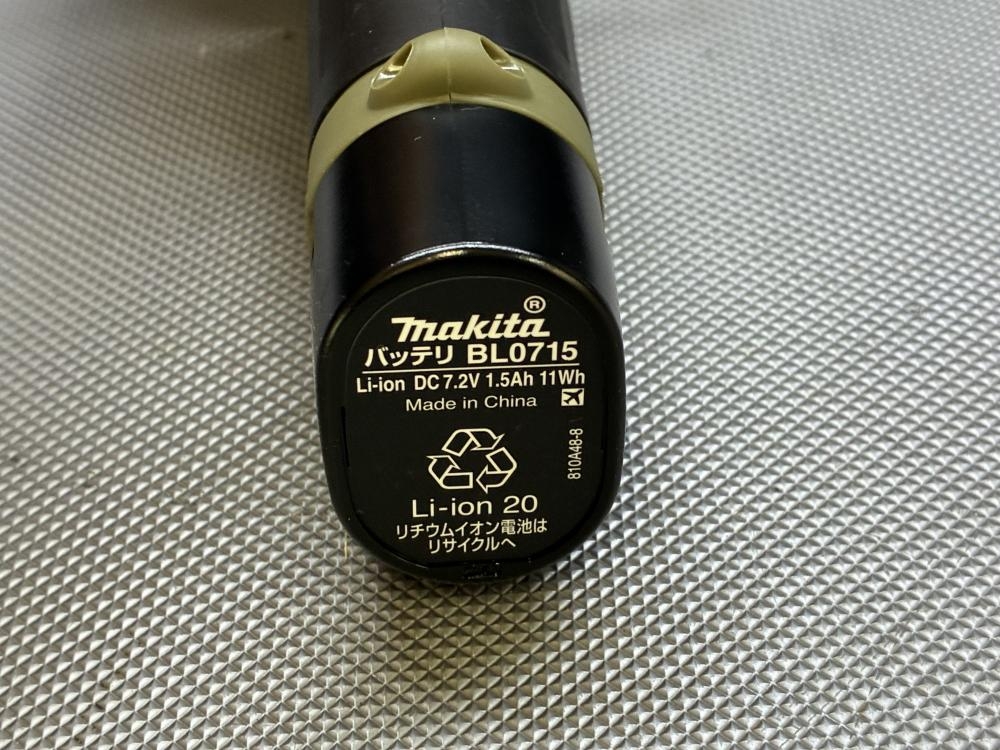 makita®
バッテリ BL0715
Li-ion DC 7.2V 1.5Ah 11Wh
Made in China
810A48-8
Li-ion 20
リチウムイオン電池は
リサイクルへ